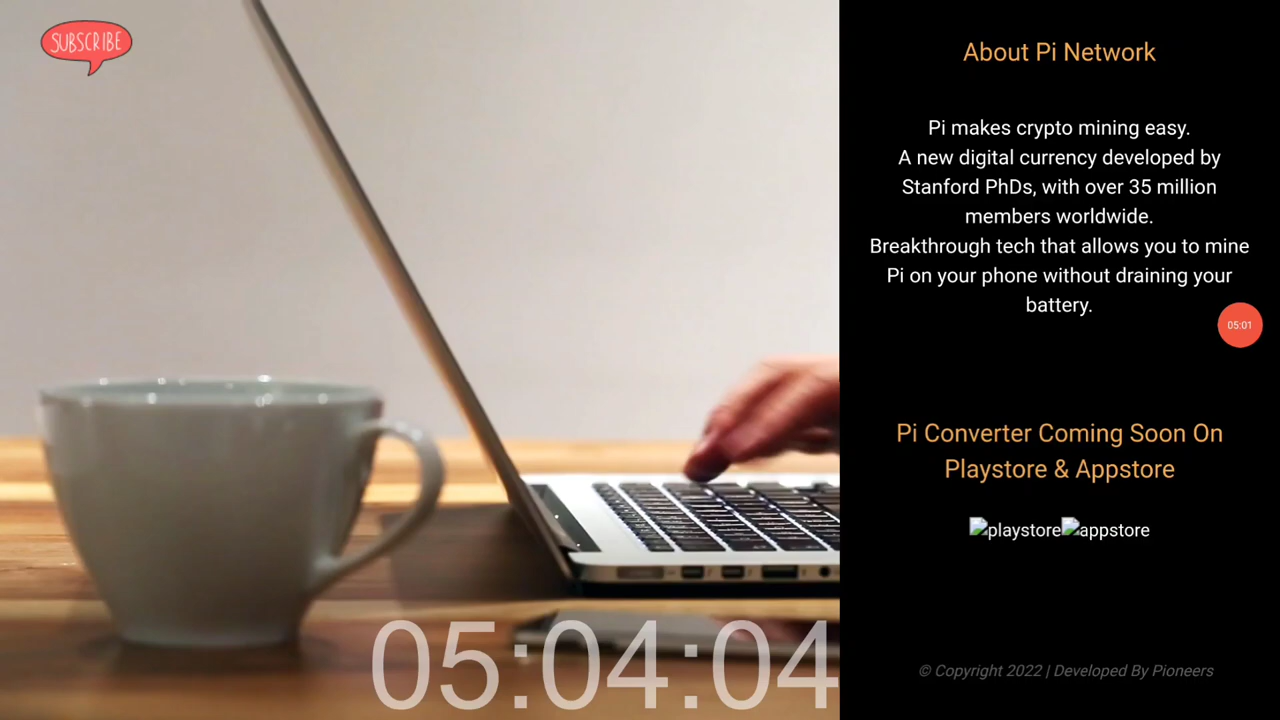 SUBSCRIBE
About Pi Network
Pi makes crypto mining easy.
A new digital currency developed by
Stanford PhDs, with over 35 million
members worldwide.
Breakthrough tech that allows you to mine
Pi on your phone without draining your
battery.
05:01
Pi Converter Coming Soon On
Playstore & Appstore
playstore appstore
05:04:04
© Copyright 2022 | Developed By Pioneers